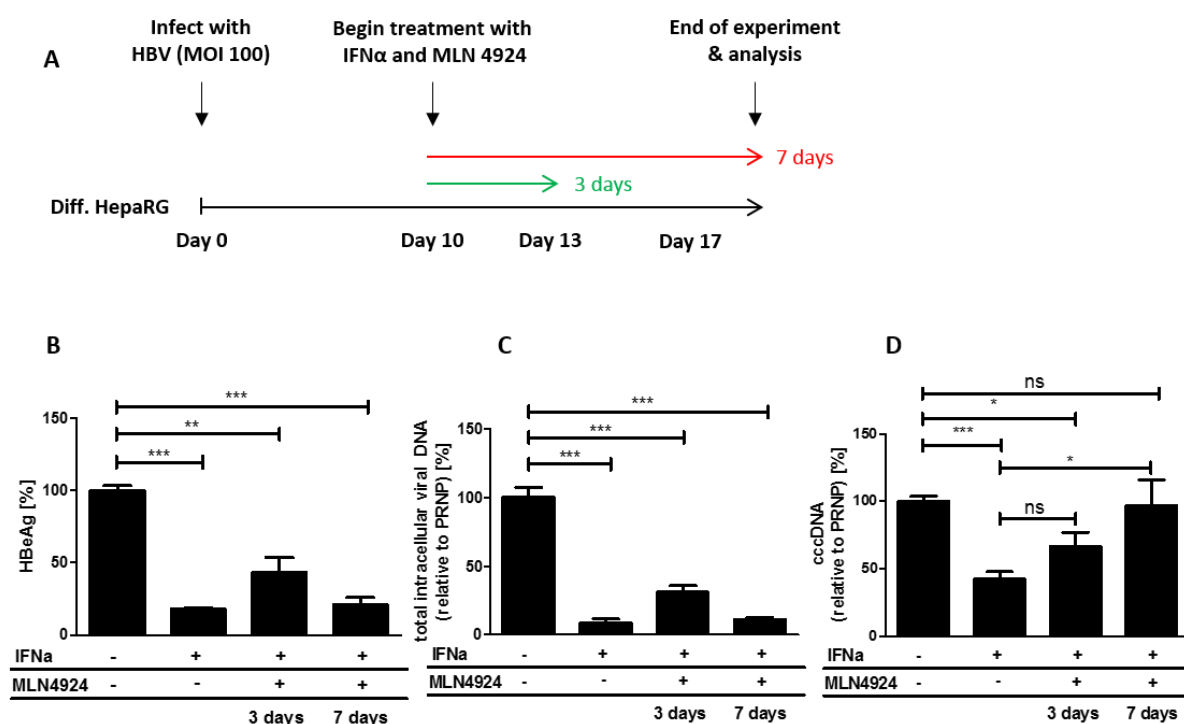 A
Infect with
HBV (MOI 100)
Begin treatment with
IFNα and MLN 4924
End of experiment
& analysis
7 days
3 days
Diff. HepaRG
Day 0 Day 10 Day 13 Day 17
B
HBeAg [%]
150
100
50
0
***
**
***
IFNa - + + +
MLN4924 - - + +
3 days 7 days
C
total intracellular viral DNA
(relative to PRNP) [%]
150
100
50
0
***
***
***
IFNa - + + +
MLN4924 - - + +
3 days 7 days
D
cccDNA
(relative to PRNP) [%]
150
100
50
0
ns
*
***
*
ns
IFNa - + + +
MLN4924 - - + +
3 days 7 days